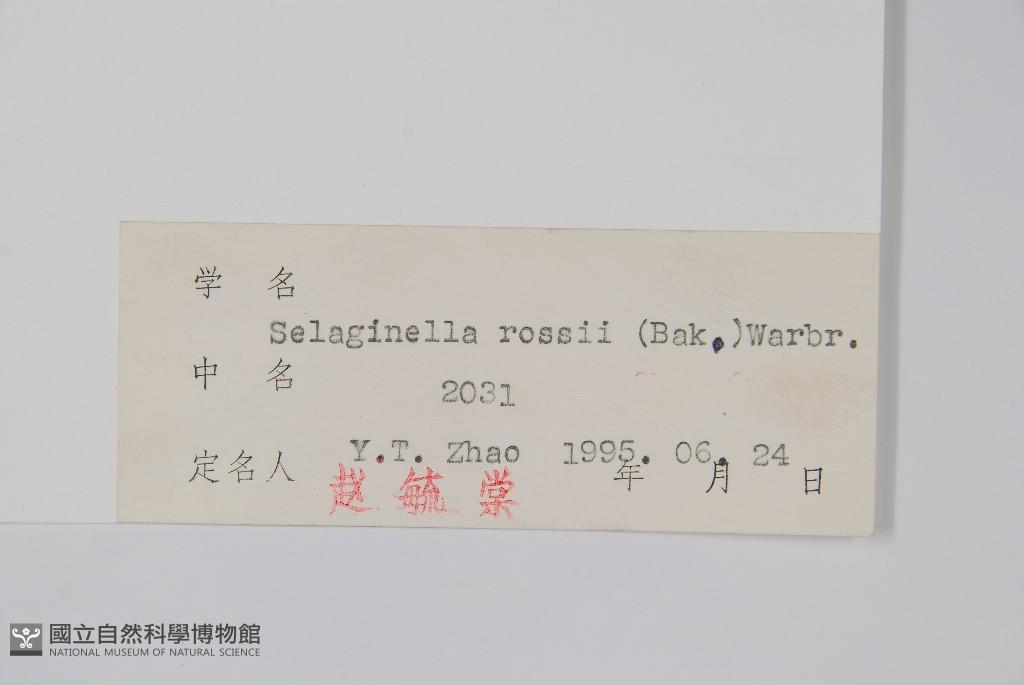 学 名
Selaginella rossii (Bak.)Warbr.
中 名
2031
定名人 Y.T. Zhao 1995. 06. 24
年 月 日
赵 毓 棠
國立自然科學博物館
NATIONAL MUSEUM OF NATURAL SCIENCE